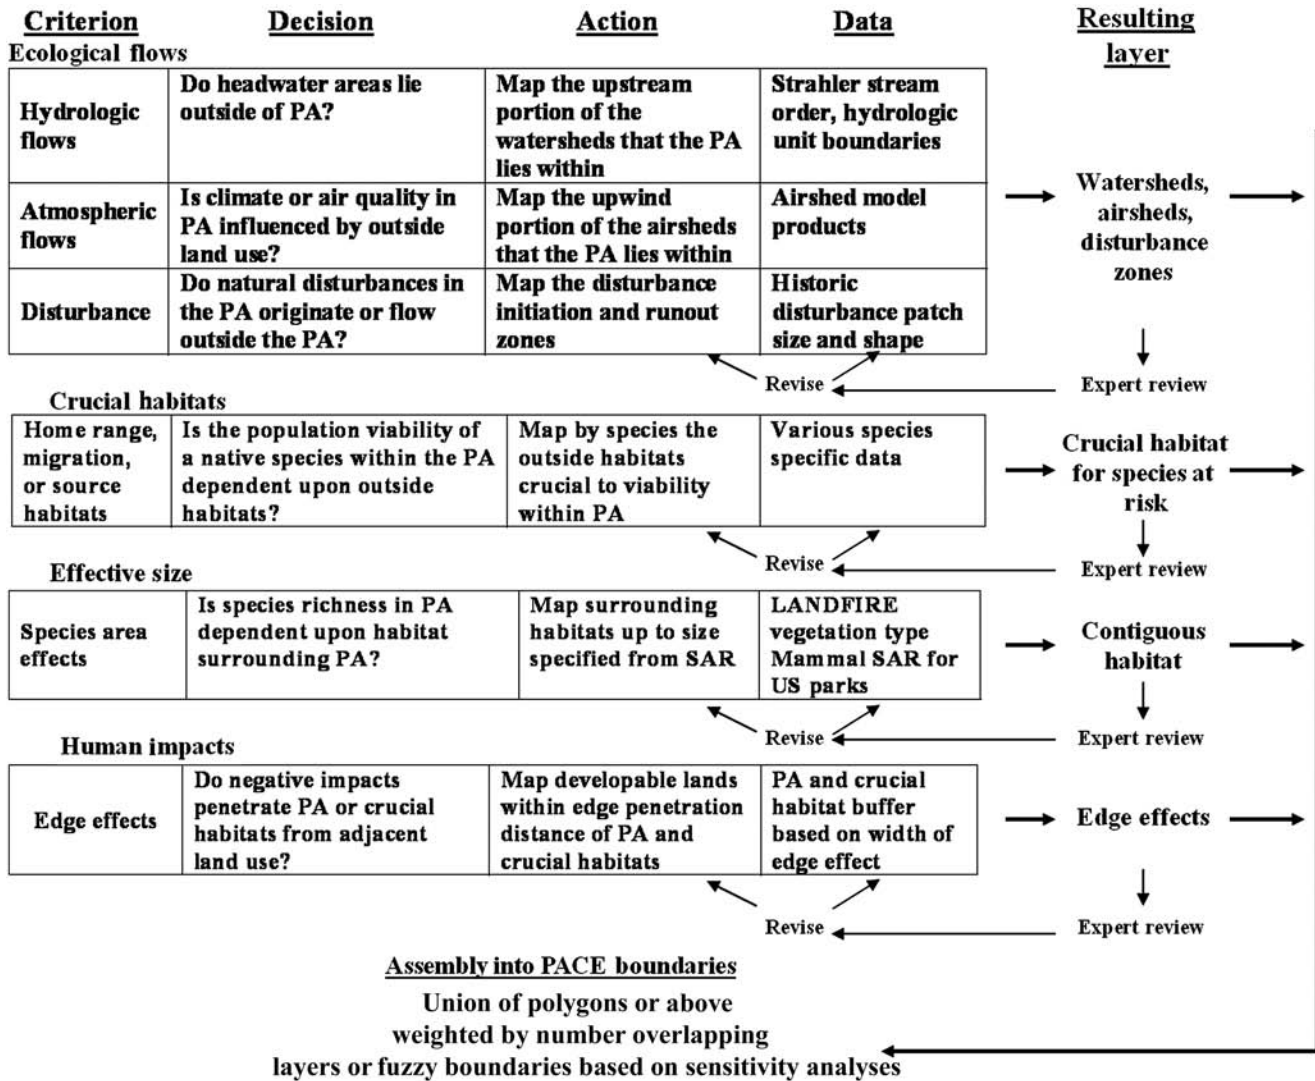 Criterion Decision Action Data Resulting
layer
Ecological flows
Hydrologic
flows
Do headwater areas lie
outside of PA?
Map the upstream
portion of the
watersheds that the PA
lies within
Strahler stream
order, hydrologic
unit boundaries
Atmospheric
flows
Is climate or air quality in
PA influenced by outside
land use?
Map the upwind
portion of the airsheds
that the PA lies within
Airshed model
products
Disturbance
Do natural disturbances in
the PA originate or flow
outside the PA?
Map the disturbance
initiation and runout
zones
Historic
disturbance patch
size and shape
Watersheds,
airsheds,
disturbance
zones
Revise
Expert review
Crucial habitats
Home range,
migration,
or source
habitats
Is the population viability of
a native species within the PA
dependent upon outside
habitats?
Map by species the
outside habitats
crucial to viability
within PA
Various species
specific data
Crucial habitat
for species at
risk
Revise
Expert review
Effective size
Species area
effects
Is species richness in PA
dependent upon habitat
surrounding PA?
Map surrounding
habitats up to size
specified from SAR
LANDFIRE
vegetation type
Mammal SAR for
US parks
Contiguous
habitat
Revise
Expert review
Human impacts
Edge effects
Do negative impacts
penetrate PA or crucial
habitats from adjacent
land use?
Map developable lands
within edge penetration
distance of PA and
crucial habitats
PA and crucial
habitat buffer
based on width of
edge effect
Edge effects
Revise
Expert review
Assembly into PACE boundaries
Union of polygons or above
weighted by number overlapping
layers or fuzzy boundaries based on sensitivity analyses